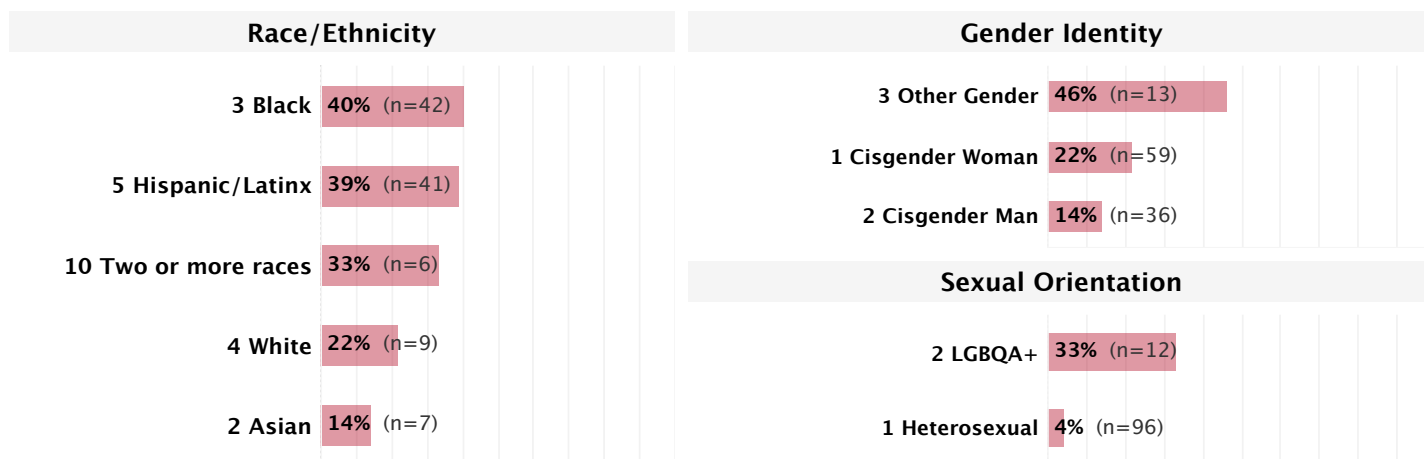 Race/Ethnicity
3 Black 40% (n=42)
5 Hispanic/Latinx 39% (n=41)
10 Two or more races 33% (n=6)
4 White 22% (n=9)
2 Asian 14% (n=7)
Gender Identity
3 Other Gender 46% (n=13)
1 Cisgender Woman 22% (n=59)
2 Cisgender Man 14% (n=36)
Sexual Orientation
2 LGBQA+ 33% (n=12)
1 Heterosexual 4% (n=96)